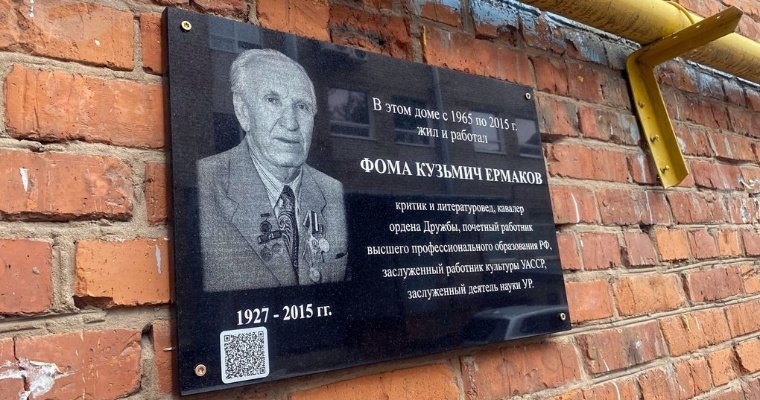 В этом доме с 1965 по 2015 г.
жил и работал
ФОМА КУЗЬМИЧ ЕРМАКОВ
критик и литературовед, кавалер
ордена Дружбы, почетный работник
высшего профессионального образования РФ,
заслуженный работник культуры УАССР,
заслуженный деятель науки УР.
1927 - 2015 гг.